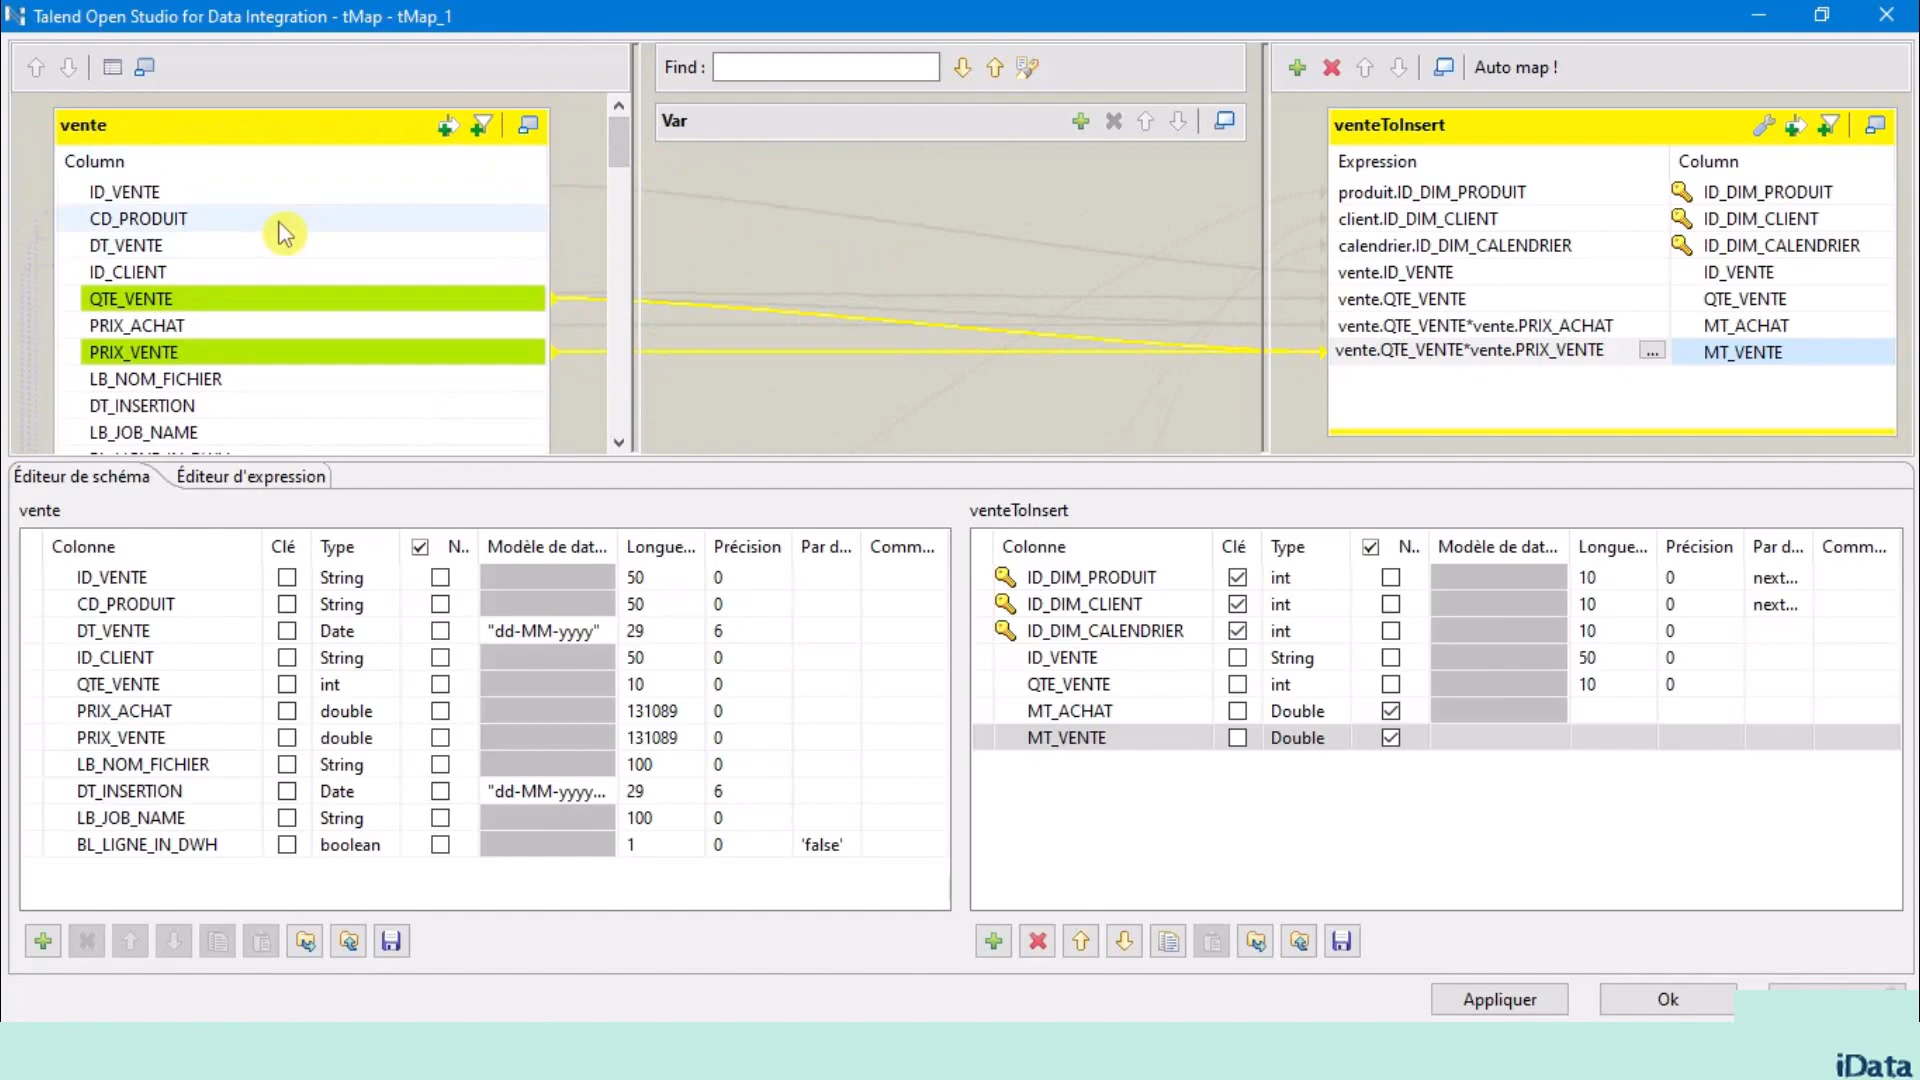 Talend Open Studio for Data Integration - tMap - tMap_1
Find :
Auto map !
vente
Column
ID_VENTE
CD_PRODUIT
DT_VENTE
ID_CLIENT
QTE_VENTE
PRIX_ACHAT
PRIX_VENTE
LB_NOM_FICHIER
DT_INSERTION
LB_JOB_NAME
Var
venteToInsert
Expression Column
produit.ID_DIM_PRODUIT ID_DIM_PRODUIT
client.ID_DIM_CLIENT ID_DIM_CLIENT
calendrier.ID_DIM_CALENDRIER ID_DIM_CALENDRIER
vente.ID_VENTE ID_VENTE
vente.QTE_VENTE QTE_VENTE
vente.QTE_VENTE*vente.PRIX_ACHAT MT_ACHAT
vente.QTE_VENTE*vente.PRIX_VENTE ... MT_VENTE
Éditeur de schéma Éditeur d'expression
vente
Colonne Clé Type N.. Modèle de dat... Longue... Précision Par d... Comm...
ID_VENTE String 50 0
CD_PRODUIT String 50 0
DT_VENTE Date "dd-MM-yyyy" 29 6
ID_CLIENT String 50 0
QTE_VENTE int 10 0
PRIX_ACHAT double 131089 0
PRIX_VENTE double 131089 0
LB_NOM_FICHIER String 100 0
DT_INSERTION Date "dd-MM-yyyy... 29 6
LB_JOB_NAME String 100 0
BL_LIGNE_IN_DWH boolean 1 0 'false'
venteToInsert
Colonne Clé Type N.. Modèle de dat... Longue... Précision Par d... Comm...
ID_DIM_PRODUIT int 10 0 next...
ID_DIM_CLIENT int 10 0 next...
ID_DIM_CALENDRIER int 10 0
ID_VENTE String 50 0
QTE_VENTE int 10 0
MT_ACHAT Double
MT_VENTE Double
Appliquer Ok
iData